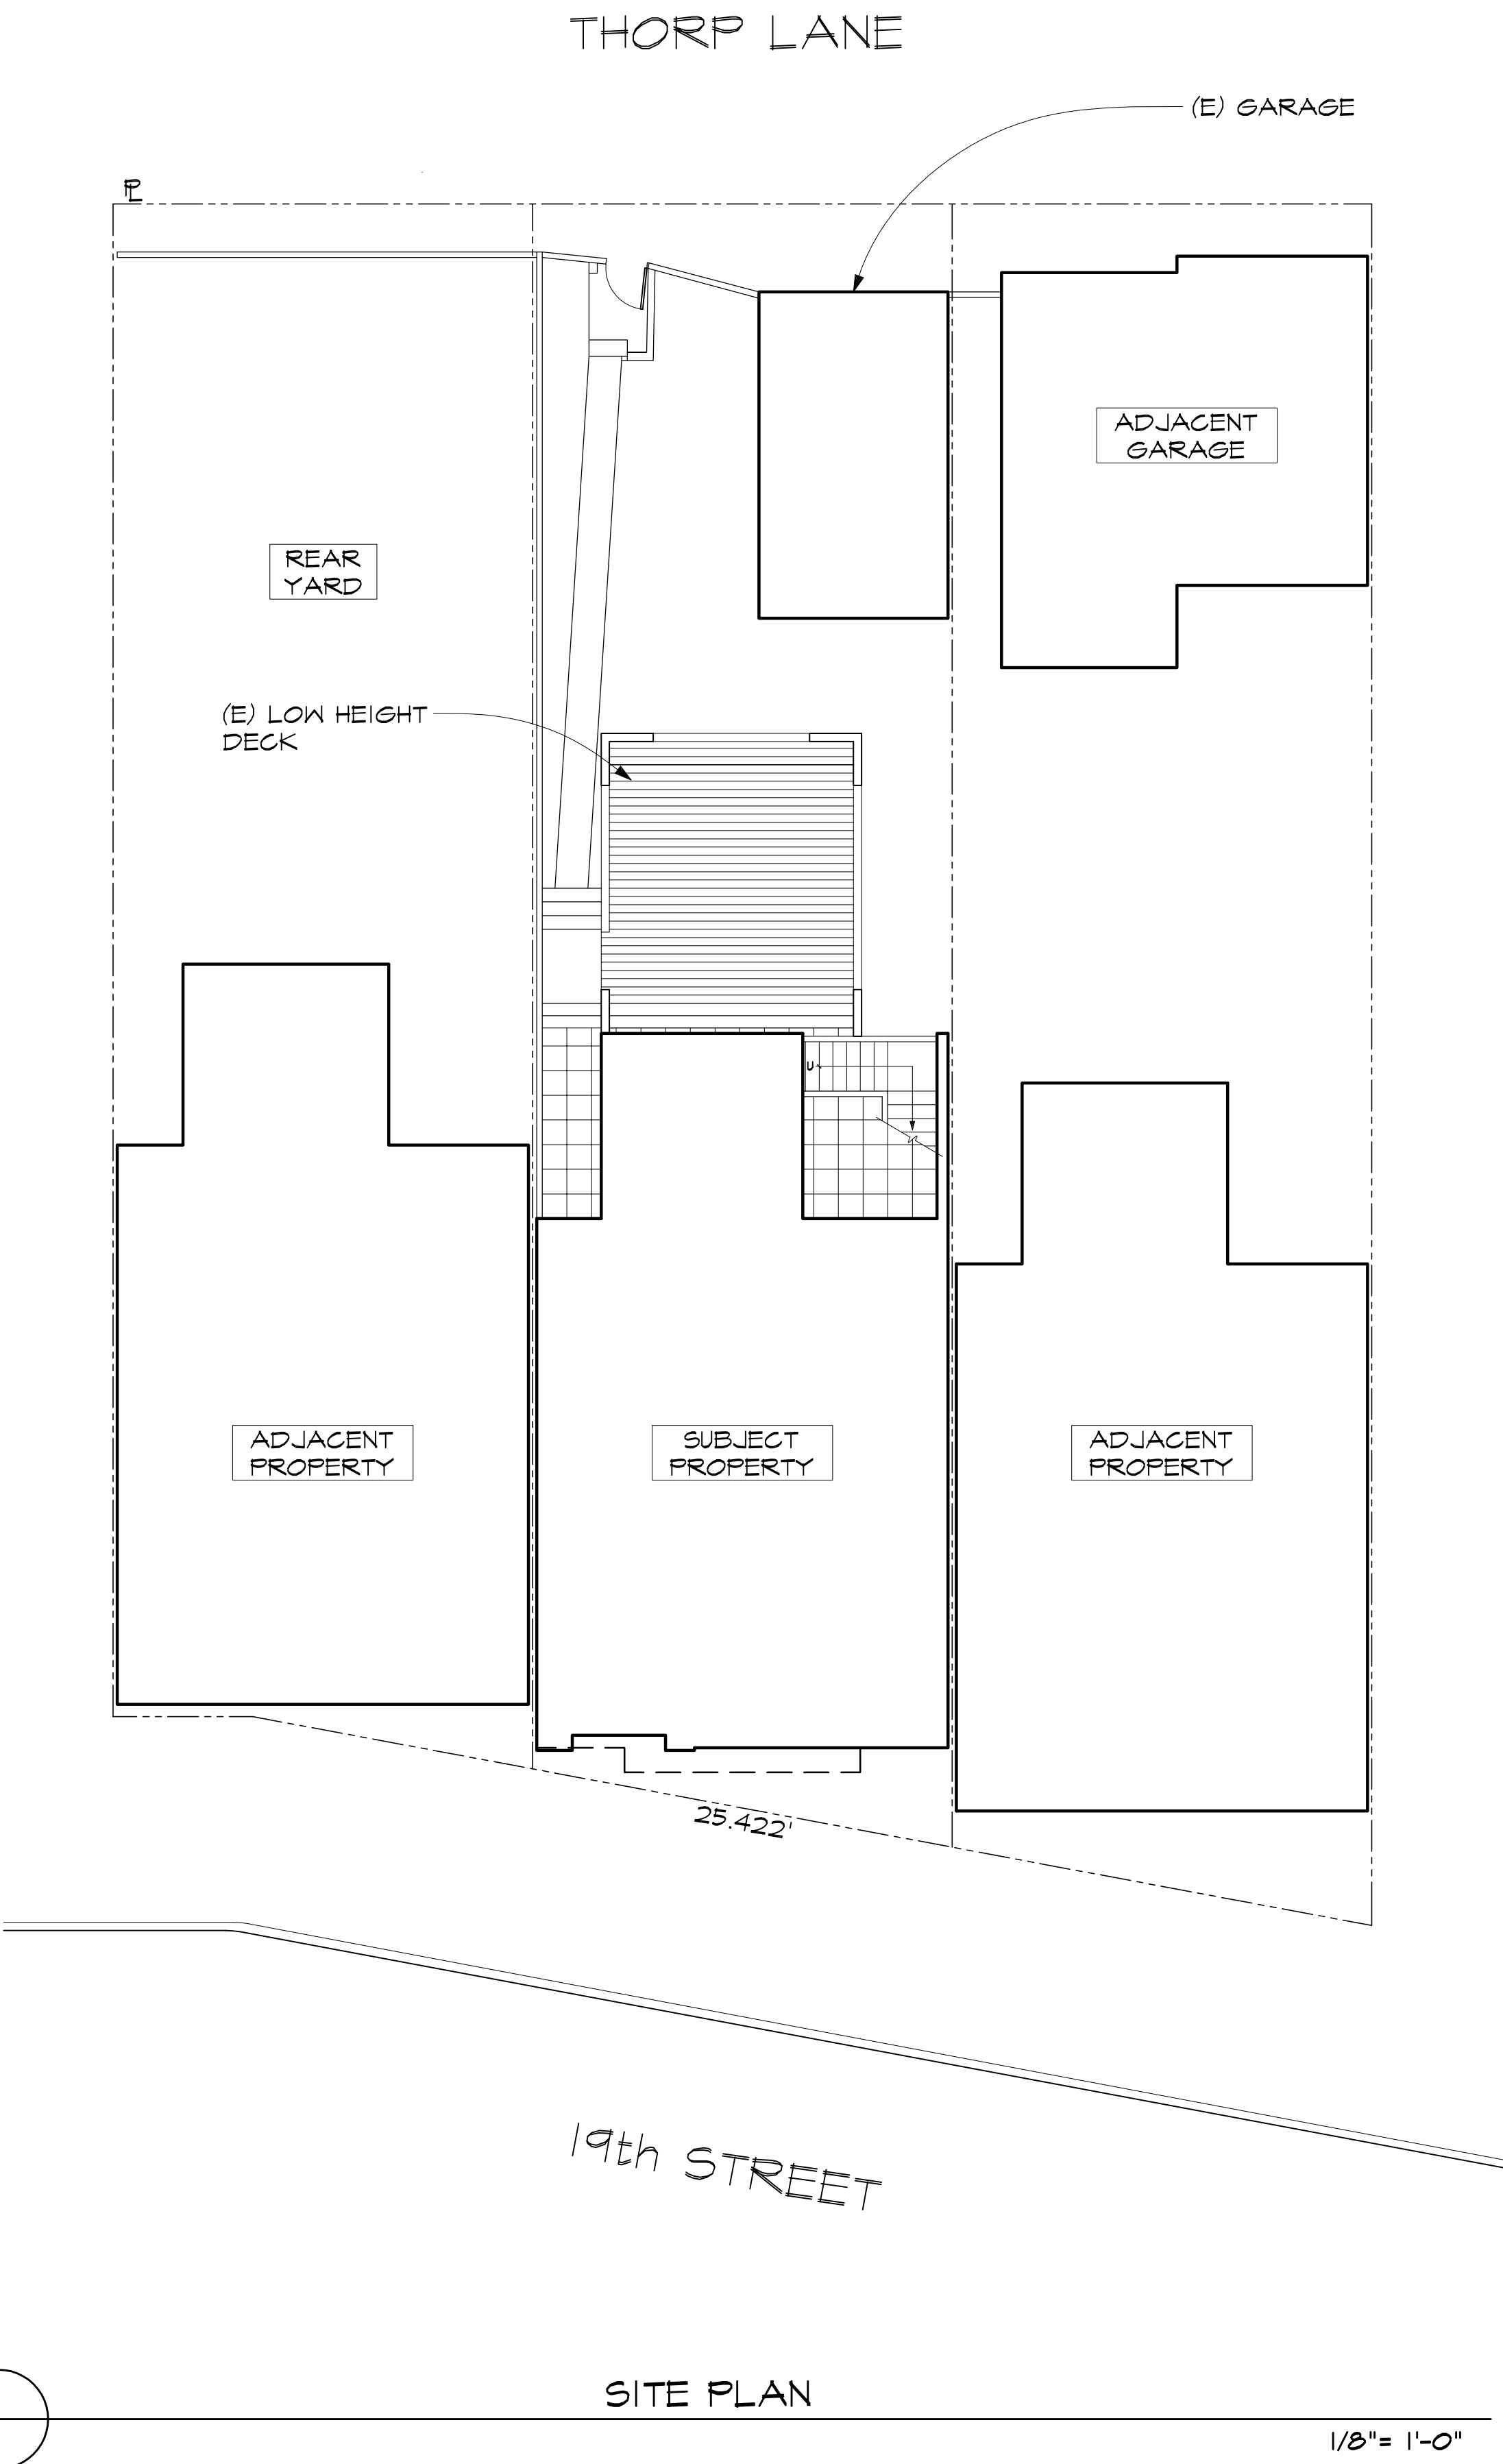 THORP LANE
(E) GARAGE
PL
ADJACENT
GARAGE
REAR
YARD
(E) LOW HEIGHT
DECK
U
ADJACENT
PROPERTY
SUBJECT
PROPERTY
ADJACENT
PROPERTY
25.422'
19th STREET
SITE PLAN
1/8"= 1'-0"